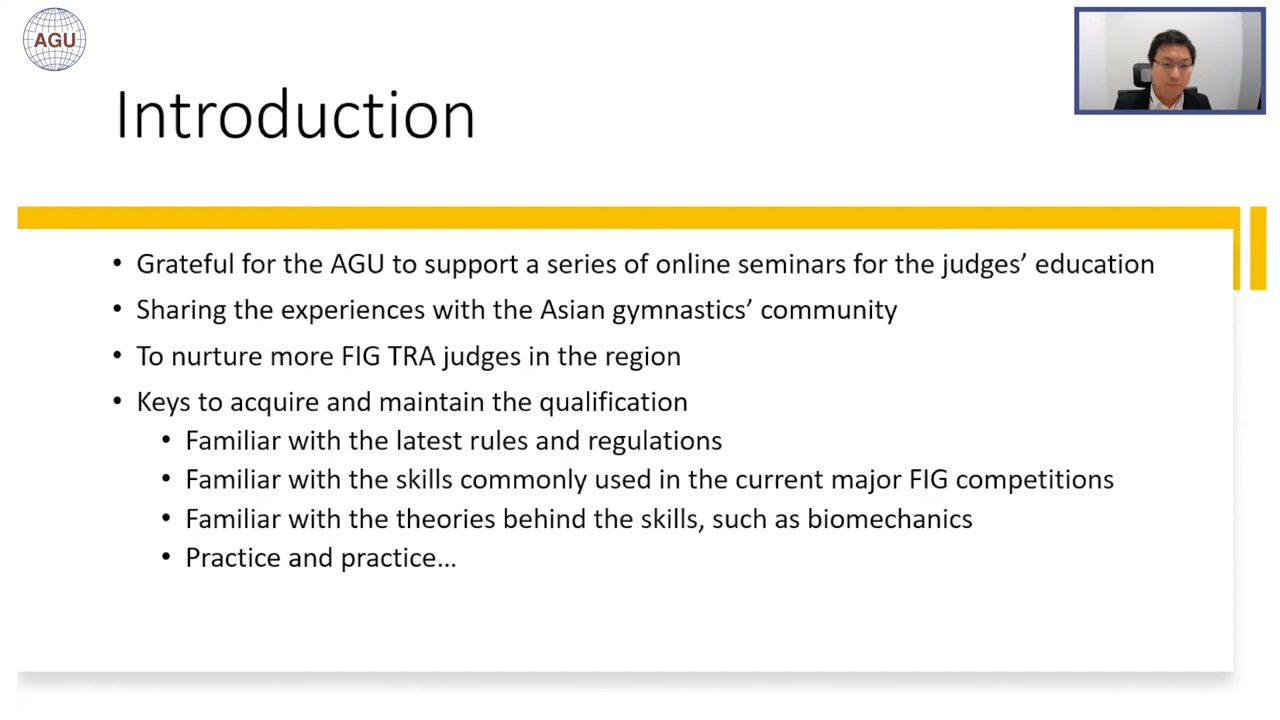 AGU
Introduction
• Grateful for the AGU to support a series of online seminars for the judges’ education
• Sharing the experiences with the Asian gymnastics’ community
• To nurture more FIG TRA judges in the region
• Keys to acquire and maintain the qualification
• Familiar with the latest rules and regulations
• Familiar with the skills commonly used in the current major FIG competitions
• Familiar with the theories behind the skills, such as biomechanics
• Practice and practice…